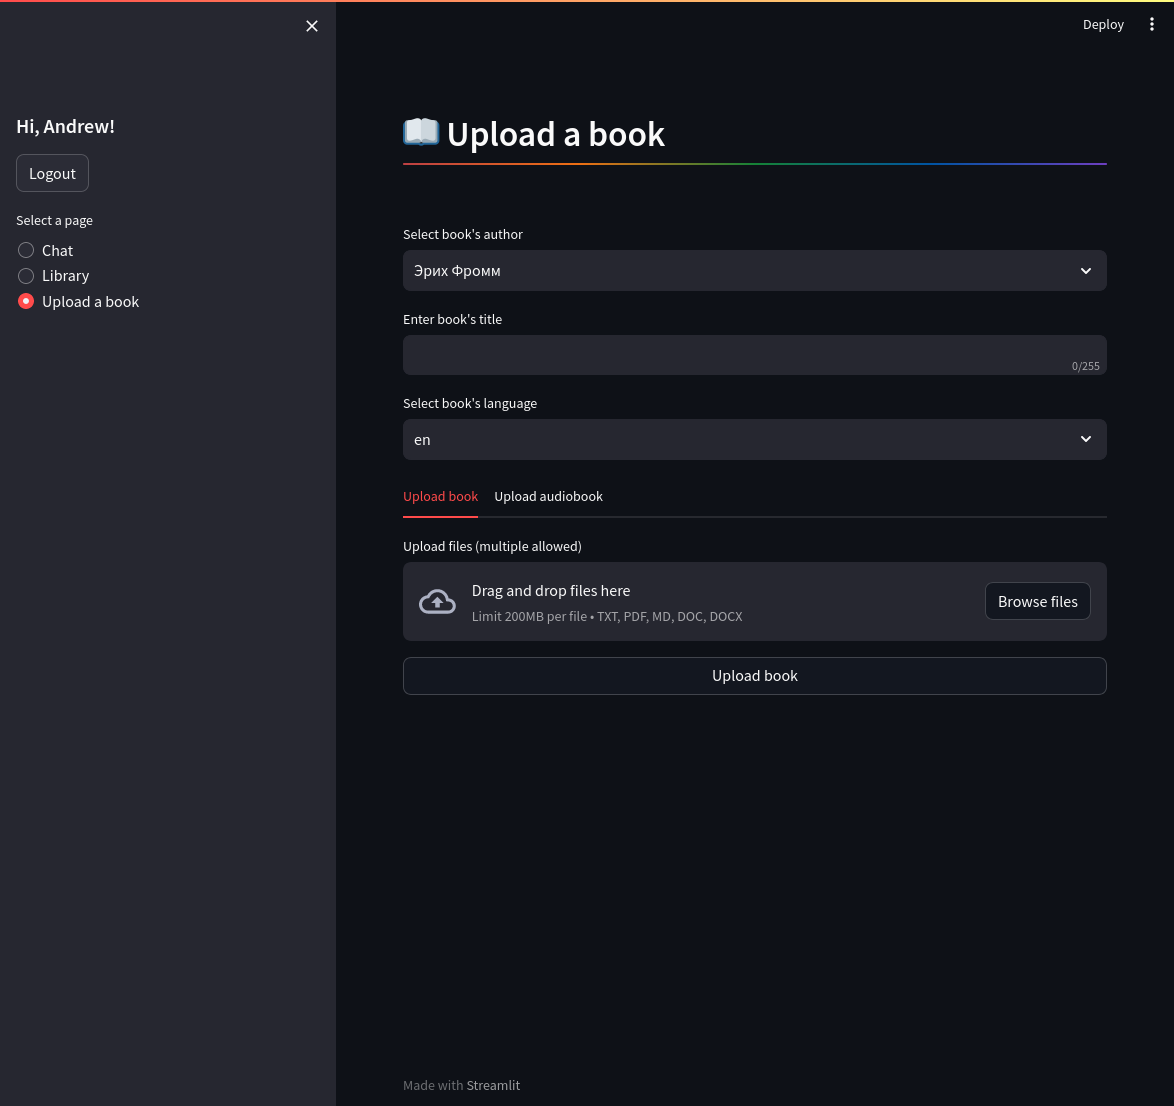 Deploy
Hi, Andrew!
Logout
Select a page
Chat
Library
Upload a book
Upload a book
Select book's author
Эрих Фромм
Enter book's title
0/255
Select book's language
en
Upload book
Upload audiobook
Upload files (multiple allowed)
Drag and drop files here
Limit 200MB per file • TXT, PDF, MD, DOC, DOCX
Browse files
Upload book
Made with Streamlit